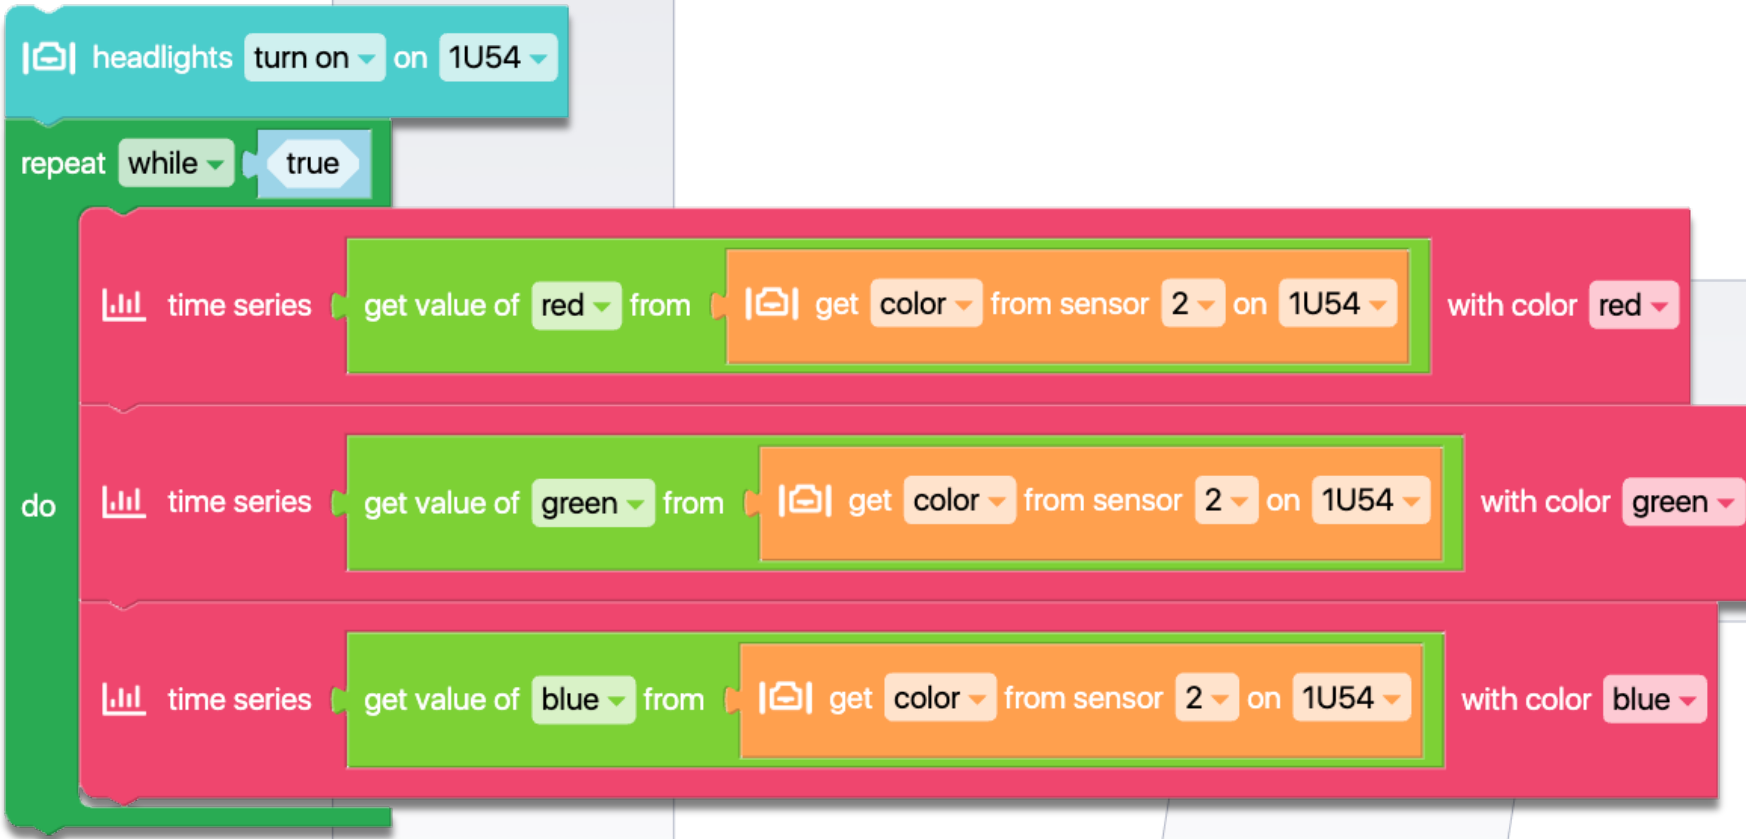 headlights turn on on 1U54
repeat while true
time series get value of red from get color from sensor 2 on 1U54 with color red
do time series get value of green from get color from sensor 2 on 1U54 with color green
time series get value of blue from get color from sensor 2 on 1U54 with color blue